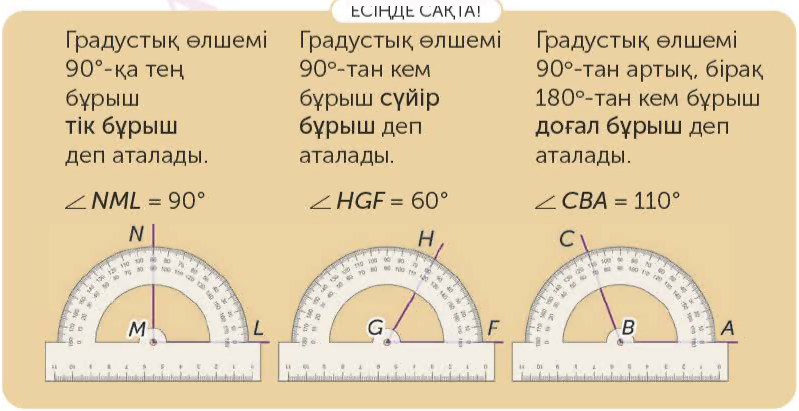 ЕСІҢДЕ САҚТА!
Градустық өлшемі
90°-қа тең
бұрыш
тік бұрыш
деп аталады.
∠NML = 90°
N
M
L
Градустық өлшемі
90°-тан кем
бұрыш сүйір
бұрыш деп
аталады.
∠HGF = 60°
H
G
F
Градустық өлшемі
90°-тан артық, бірақ
180°-тан кем бұрыш
доғал бұрыш деп
аталады.
∠CBA = 110°
C
B
A